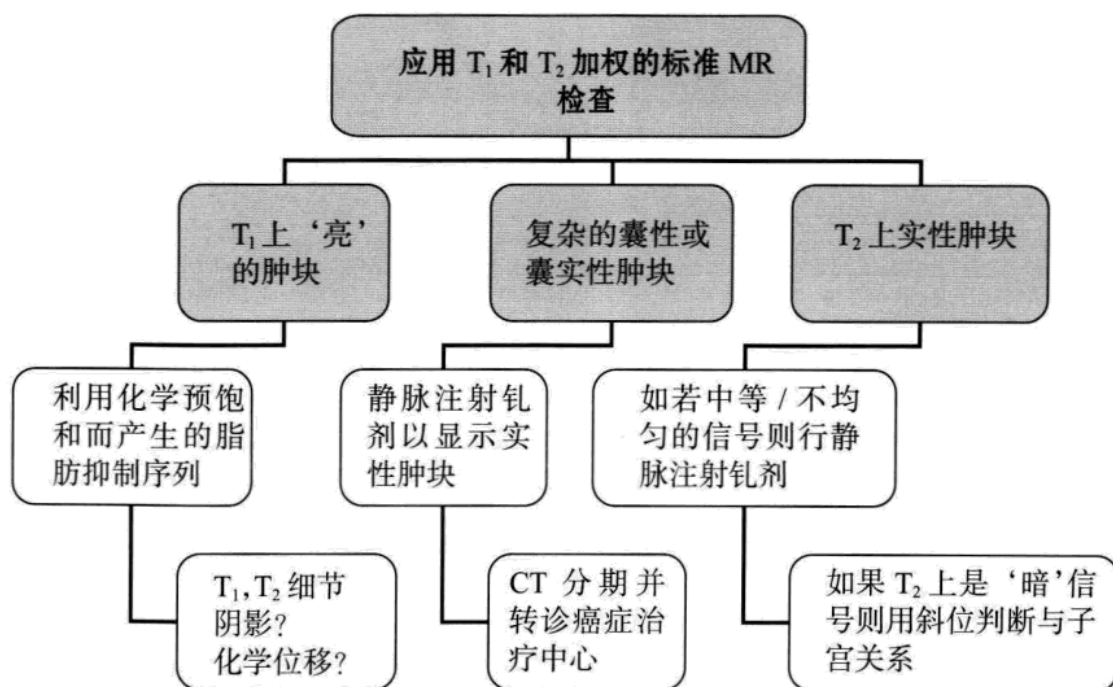 应用 T₁ 和 T₂ 加权的标准 MR
检查
T₁ 上‘亮’
的肿块
复杂的囊性或
囊实性肿块
T₂ 上实性肿块
利用化学预饱
和而产生的脂
肪抑制序列
静脉注射钆
剂以显示实
性肿块
如若中等 / 不均
匀的信号则行静
脉注射钆剂
T₁, T₂ 细节
阴影?
化学位移?
CT 分期并
转诊癌症治
疗中心
如果 T₂ 上是‘暗’信
号则用斜位判断与子
宫关系